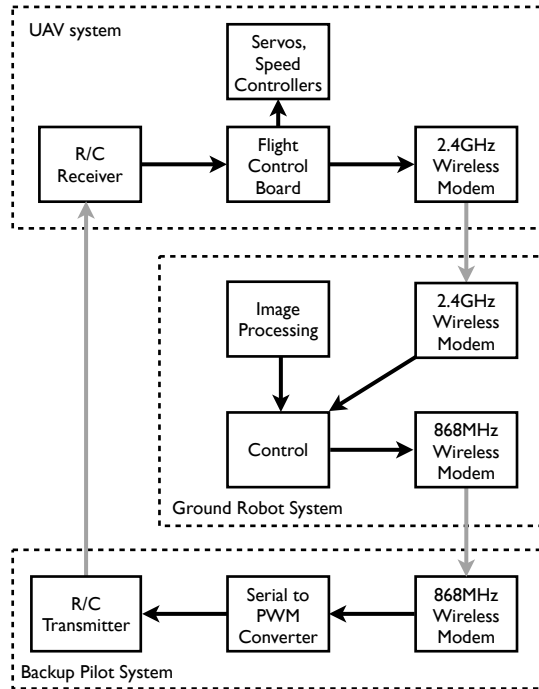 UAV system
Servos,
Speed
Controllers
R/C
Receiver
Flight
Control
Board
2.4GHz
Wireless
Modem
Image
Processing
2.4GHz
Wireless
Modem
Control
868MHz
Wireless
Modem
Ground Robot System
R/C
Transmitter
Serial to
PWM
Converter
868MHz
Wireless
Modem
Backup Pilot System